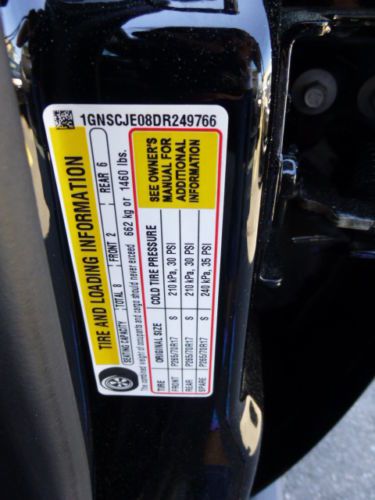 1GNSCJE08DR249766
TIRE AND LOADING INFORMATION
SEATING CAPACITY TOTAL 8 FRONT 2 REAR 6
The combined weight of occupants and cargo should never exceed 662 kg or 1460 lbs.
TIRE ORIGINAL SIZE COLD TIRE PRESSURE
FRONT P265/70R17 S 210 kPa, 30 PSI
REAR P265/70R17 S 210 kPa, 30 PSI
SPARE P265/70R17 S 240 kPa, 35 PSI
SEE OWNER'S
MANUAL FOR
ADDITIONAL
INFORMATION